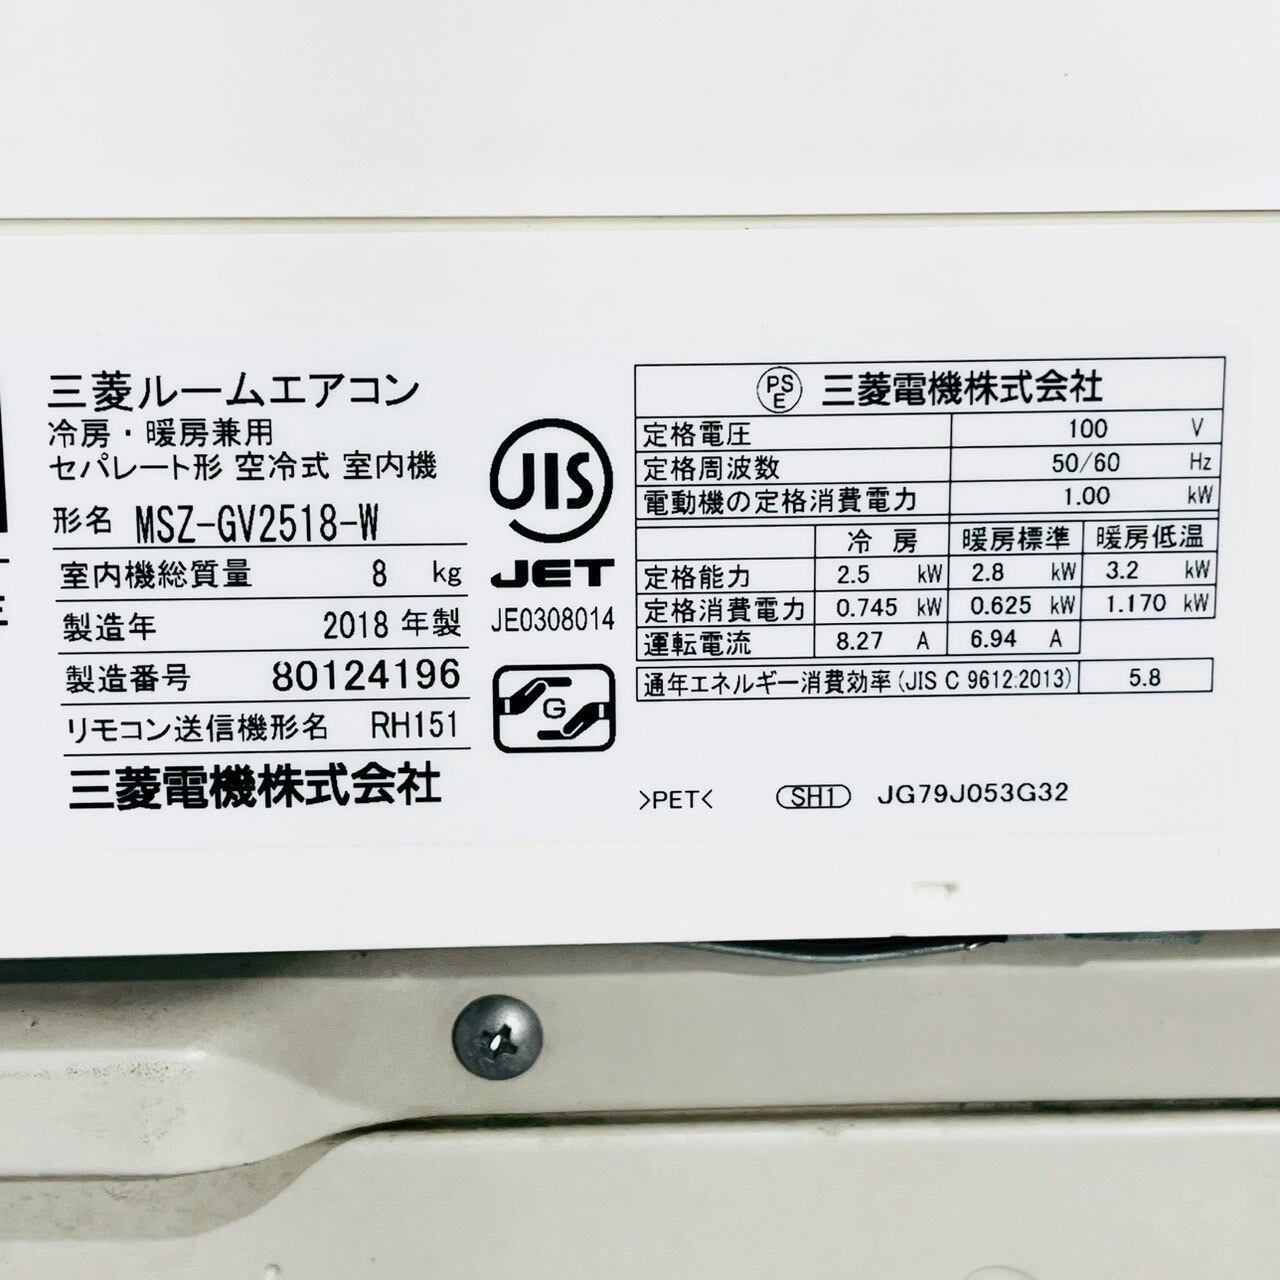 三菱ルームエアコン
冷房・暖房兼用
セパレート形 空冷式 室内機
形名 MSZ-GV2518-W
室内機総質量 8 kg
製造年 2018 年製
製造番号 80124196
リモコン送信機形名 RH151
三菱電機株式会社
JIS
JET
JE0308014
G
PS
E 三菱電機株式会社
定格電圧 100 V
定格周波数 50/60 Hz
電動機の定格消費電力 1.00 kW
冷 房 暖房標準 暖房低温
定格能力 2.5 kW 2.8 kW 3.2 kW
定格消費電力 0.745 kW 0.625 kW 1.170 kW
運転電流 8.27 A 6.94 A
通年エネルギー消費効率(JIS C 9612:2013) 5.8
>PET< SH1 JG79J053G32